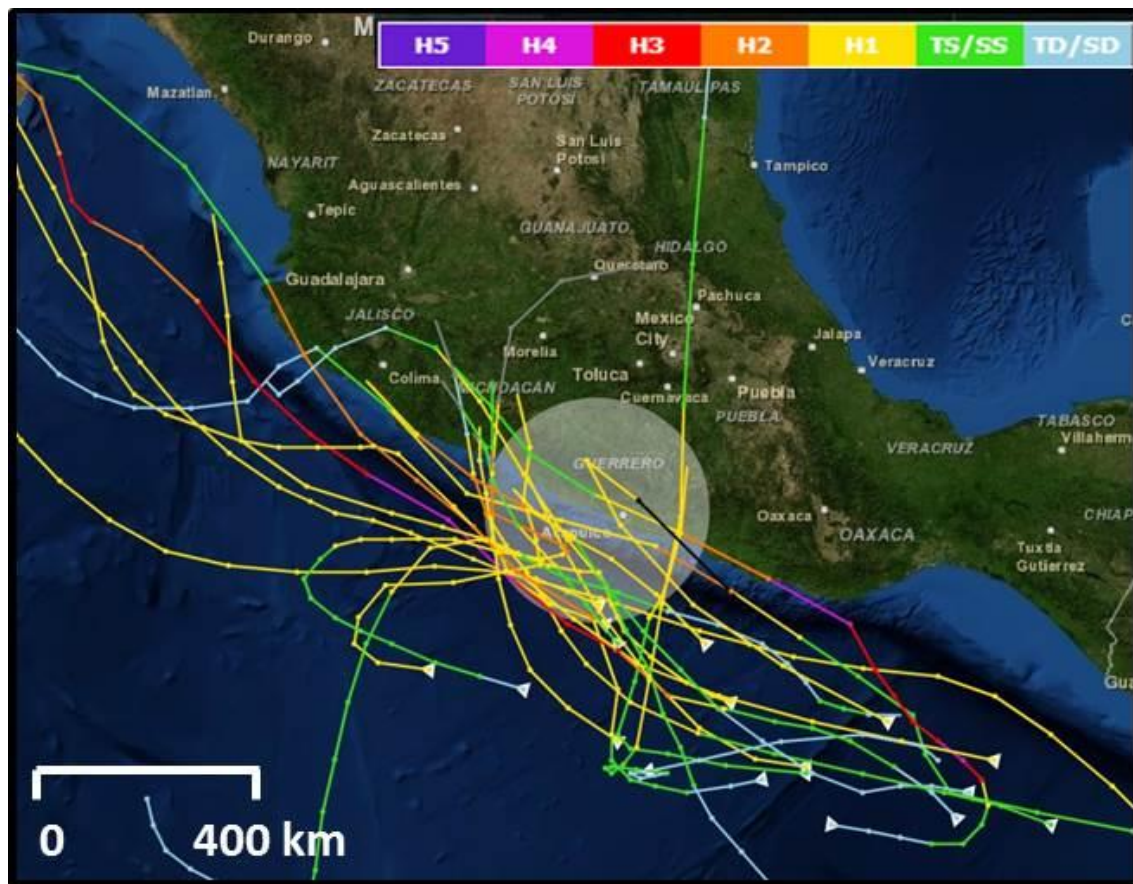 M
H5 H4 H3 H2 H1 TS/SS TD/SD
Durango
Mazatlan
ZACATECAS
SAN LUIS
POTOSI
TAMAULIPAS
Zacatecas
San Luis
Potosi
Tampico
NAYARIT
Aguascalientes
Tepic
GUANAJUATO
HIDALGO
Queretaro
Guadalajara
Pachuca
JALISCO
Mexico
City
Jalapa
Morelia
Veracruz
Colima
Toluca
Puebla
Cuernavaca
PUEBLA
TABASCO
VERACRUZ
GUERRERO
Oaxaca
OAXACA
Tuxtla
Gutierrez
0 400 km